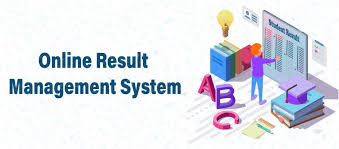 Online Result
Management System
Student Result
A
B
C